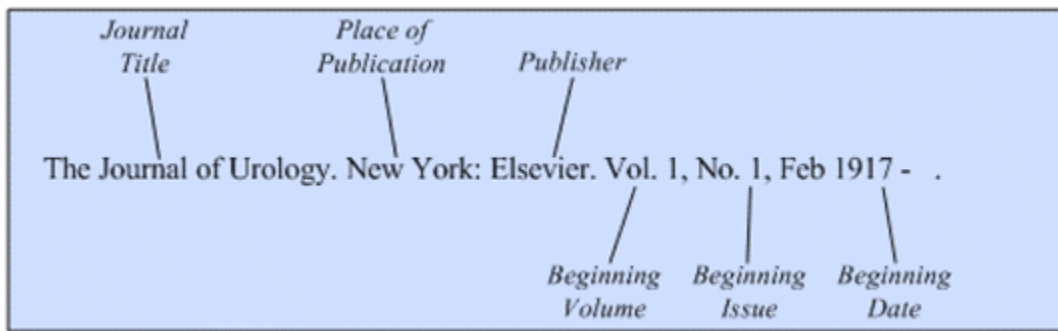 Journal Title
Place of Publication
Publisher
The Journal of Urology. New York: Elsevier. Vol. 1, No. 1, Feb 1917 - .
Beginning Volume
Beginning Issue
Beginning Date